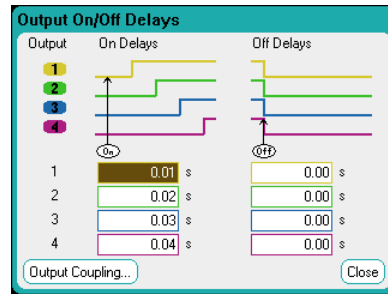 Output On/Off Delays
Output On Delays Off Delays
1
2
3
4
On Off
1 0.01 s 0.00 s
2 0.02 s 0.00 s
3 0.03 s 0.00 s
4 0.04 s 0.00 s
Output Coupling... Close